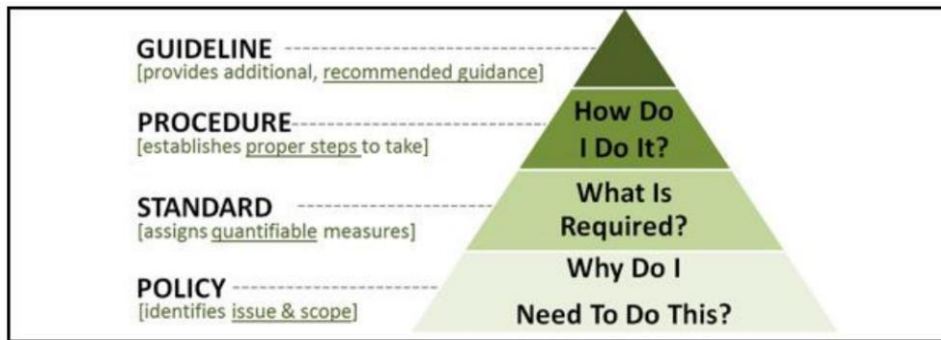 GUIDELINE
[provides additional, recommended guidance]
PROCEDURE
[establishes proper steps to take]
How Do
I Do It?
STANDARD
[assigns quantifiable measures]
What Is
Required?
POLICY
[identifies issue & scope]
Why Do I
Need To Do This?